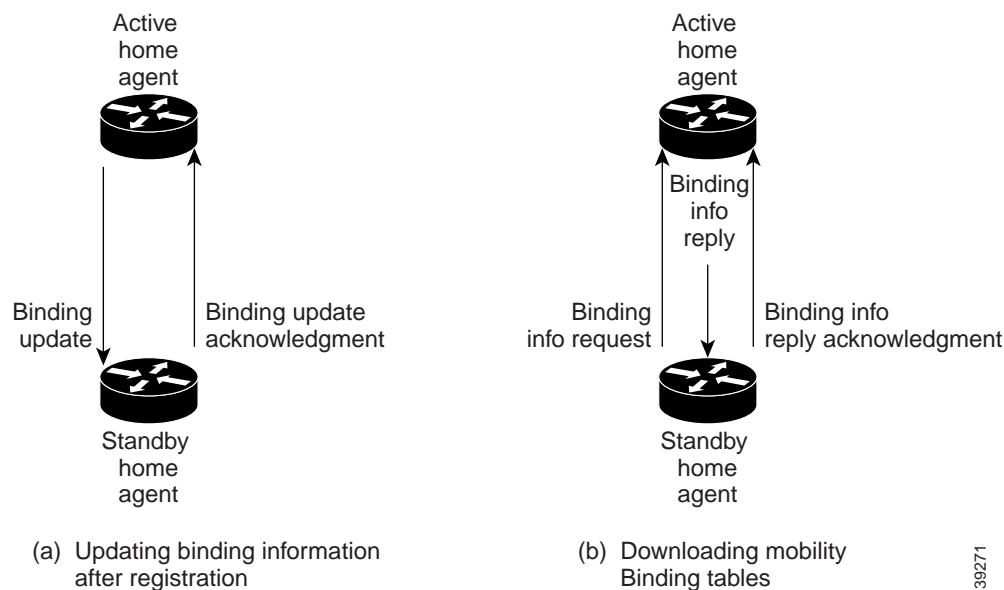 Active
home
agent
Binding
update
Binding update
acknowledgment
Standby
home
agent
(a) Updating binding information
after registration
Active
home
agent
Binding
info
reply
Binding
info request
Binding info
reply acknowledgment
Standby
home
agent
(b) Downloading mobility
Binding tables
39271